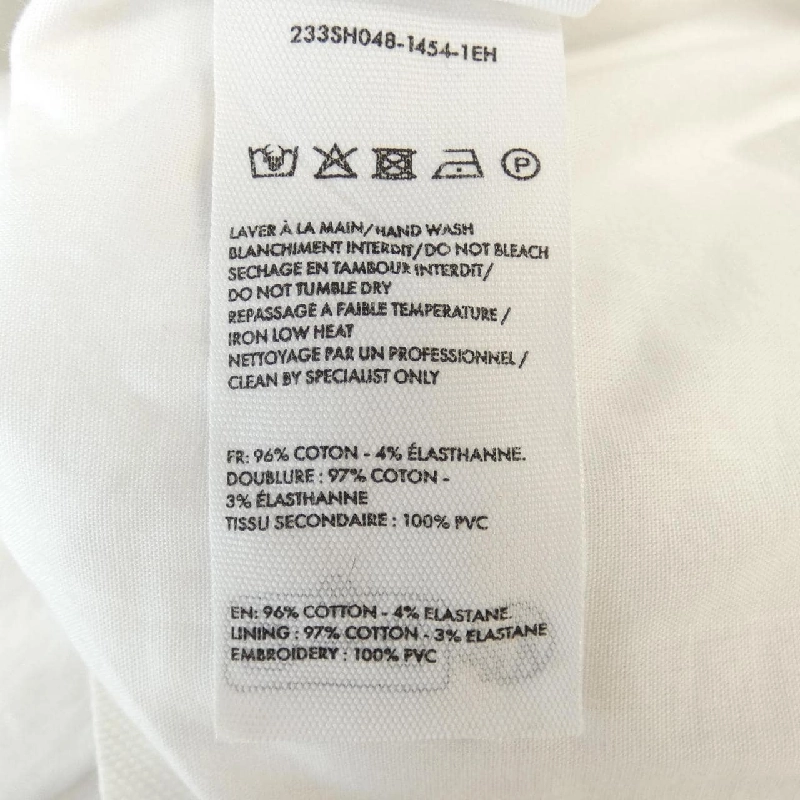 233SH048-1454-1EH
P
LAVER À LA MAIN/HAND WASH
BLANCHIMENT INTERDIT/DO NOT BLEACH
SECHAGE EN TAMBOUR INTERDIT/
DO NOT TUMBLE DRY
REPASSAGE A FAIBLE TEMPERATURE/
IRON LOW HEAT
NETTOYAGE PAR UN PROFESSIONNEL/
CLEAN BY SPECIALIST ONLY
FR: 96% COTON - 4% ÉLASTHANNE.
DOUBLURE : 97% COTON -
3% ÉLASTHANNE
TISSU SECONDAIRE : 100% PVC
EN: 96% COTTON - 4% ELASTANE.
LINING : 97% COTTON - 3% ELASTANE
EMBROIDERY : 100% PVC